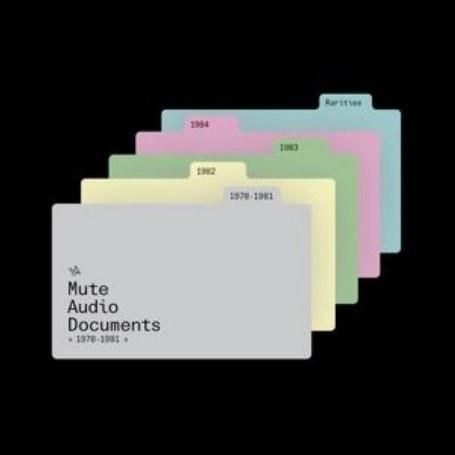 Rarities
1984
1983
1982
1978-1981
Mute
Audio
Documents
• 1978-1981 •